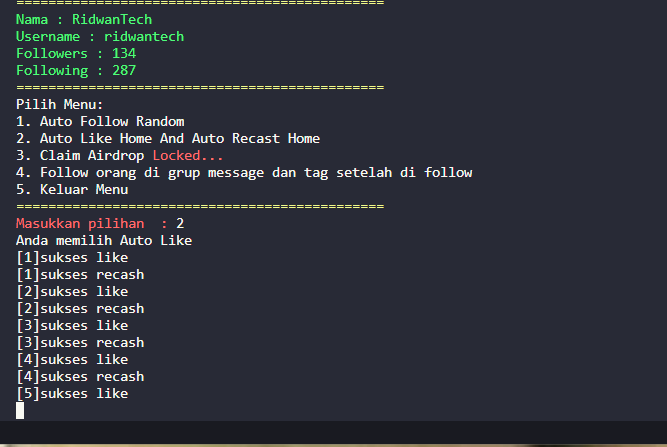 ==============================================
Nama : RidwanTech
Username : ridwantech
Followers : 134
Following : 287
==============================================
Pilih Menu:
1. Auto Follow Random
2. Auto Like Home And Auto Recast Home
3. Claim Airdrop Locked...
4. Follow orang di grup message dan tag setelah di follow
5. Keluar Menu
==============================================
Masukkan pilihan  : 2
Anda memilih Auto Like
[1]sukses like
[1]sukses recash
[2]sukses like
[2]sukses recash
[3]sukses like
[3]sukses recash
[4]sukses like
[4]sukses recash
[5]sukses like